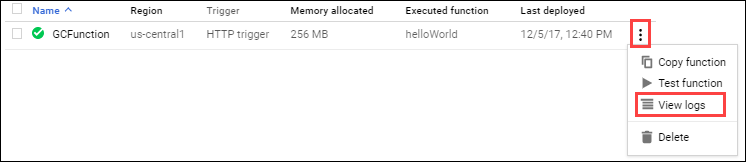 Name Region Trigger Memory allocated Executed function Last deployed
GCFunction us-central1 HTTP trigger 256 MB helloWorld 12/5/17, 12:40 PM
Copy function
Test function
View logs
Delete